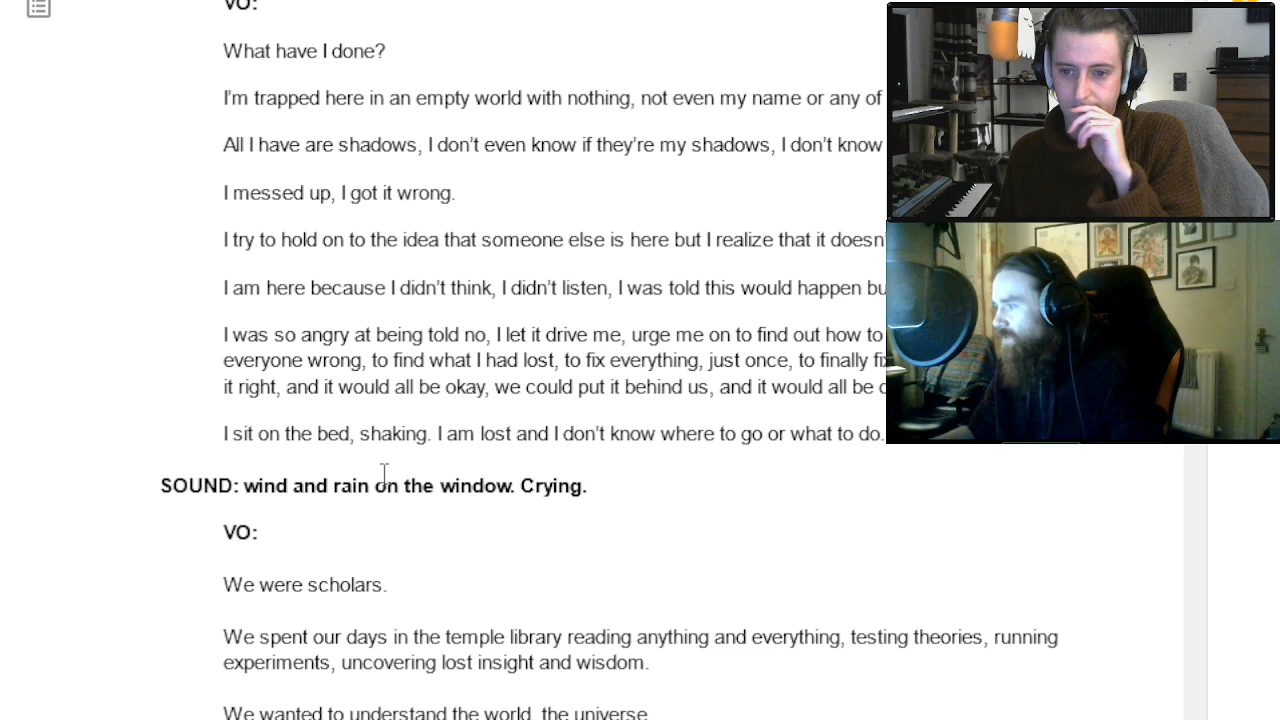 VO:
What have I done?
I'm trapped here in an empty world with nothing, not even my name or any of
All I have are shadows, I don't even know if they're my shadows, I don't know
I messed up, I got it wrong.
I try to hold on to the idea that someone else is here but I realize that it doesn'
I am here because I didn't think, I didn't listen, I was told this would happen bu
I was so angry at being told no, I let it drive me, urge me on to find out how to
everyone wrong, to find what I had lost, to fix everything, just once, to finally fix
it right, and it would all be okay, we could put it behind us, and it would all be
I sit on the bed, shaking. I am lost and I don't know where to go or what to do.
SOUND: wind and rain on the window. Crying.
VO:
We were scholars.
We spent our days in the temple library reading anything and everything, testing theories, running
experiments, uncovering lost insight and wisdom.
We wanted to understand the world, the universe